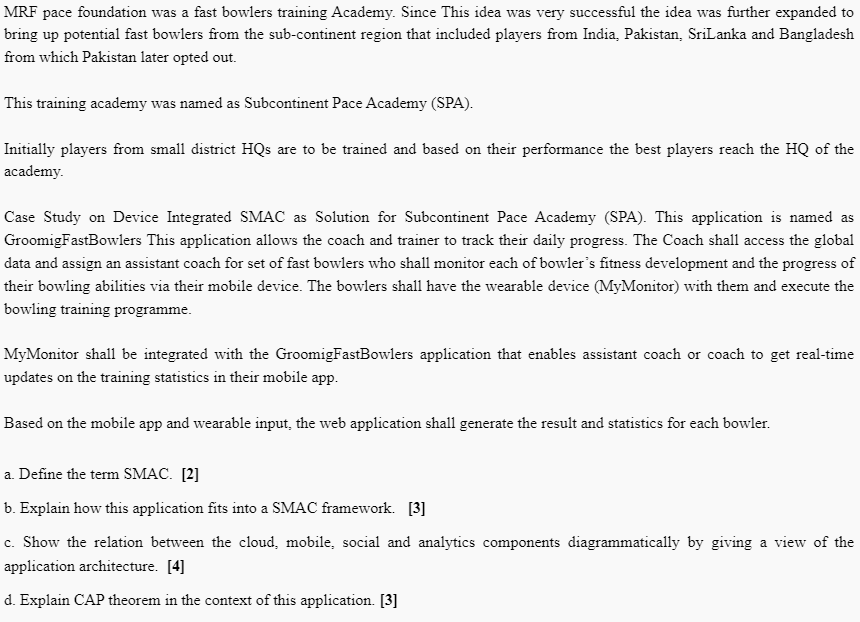 MRF pace foundation was a fast bowlers training Academy. Since This idea was very successful the idea was further expanded to
bring up potential fast bowlers from the sub-continent region that included players from India, Pakistan, SriLanka and Bangladesh
from which Pakistan later opted out.
This training academy was named as Subcontinent Pace Academy (SPA).
Initially players from small district HQs are to be trained and based on their performance the best players reach the HQ of the
academy.
Case Study on Device Integrated SMAC as Solution for Subcontinent Pace Academy (SPA). This application is named as
GroomigFastBowlers This application allows the coach and trainer to track their daily progress. The Coach shall access the global
data and assign an assistant coach for set of fast bowlers who shall monitor each of bowler's fitness development and the progress of
their bowling abilities via their mobile device. The bowlers shall have the wearable device (MyMonitor) with them and execute the
bowling training programme.
MyMonitor shall be integrated with the GroomigFastBowlers application that enables assistant coach or coach to get real-time
updates on the training statistics in their mobile app.
Based on the mobile app and wearable input, the web application shall generate the result and statistics for each bowler.
a. Define the term SMAC. [2]
b. Explain how this application fits into a SMAC framework. [3]
c. Show the relation between the cloud, mobile, social and analytics components diagrammatically by giving a view of the
application architecture. [4]
d. Explain CAP theorem in the context of this application. [3]